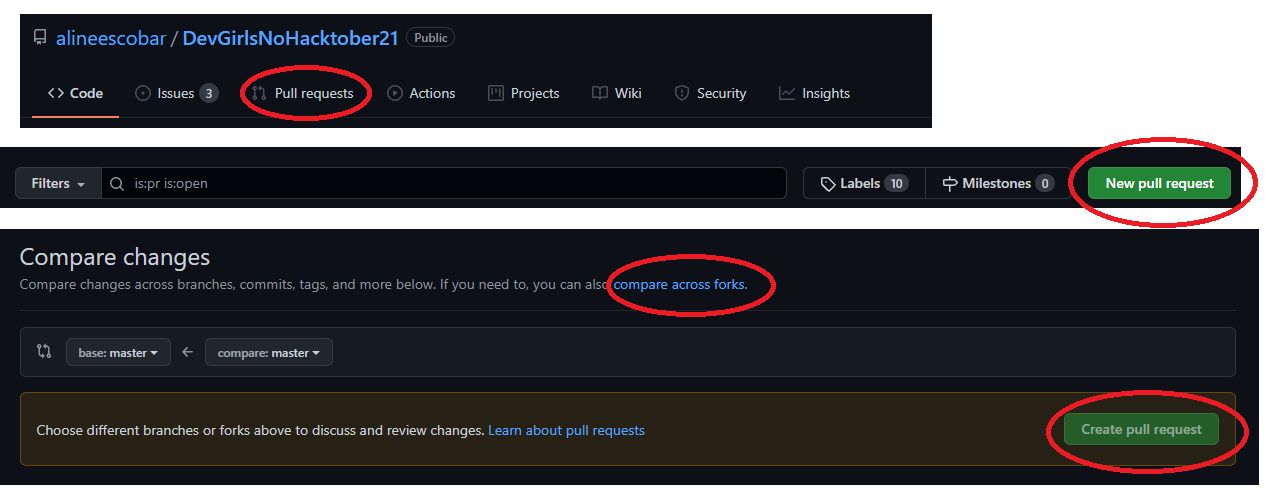 alineescobar / DevGirlsNoHacktober21 Public
Code Issues 3 Pull requests Actions Projects Wiki Security Insights
Filters is:pr is:open Labels 10 Milestones 0 New pull request
Compare changes
Compare changes across branches, commits, tags, and more below. If you need to, you can also compare across forks.
base: master compare: master
Choose different branches or forks above to discuss and review changes. Learn about pull requests Create pull request